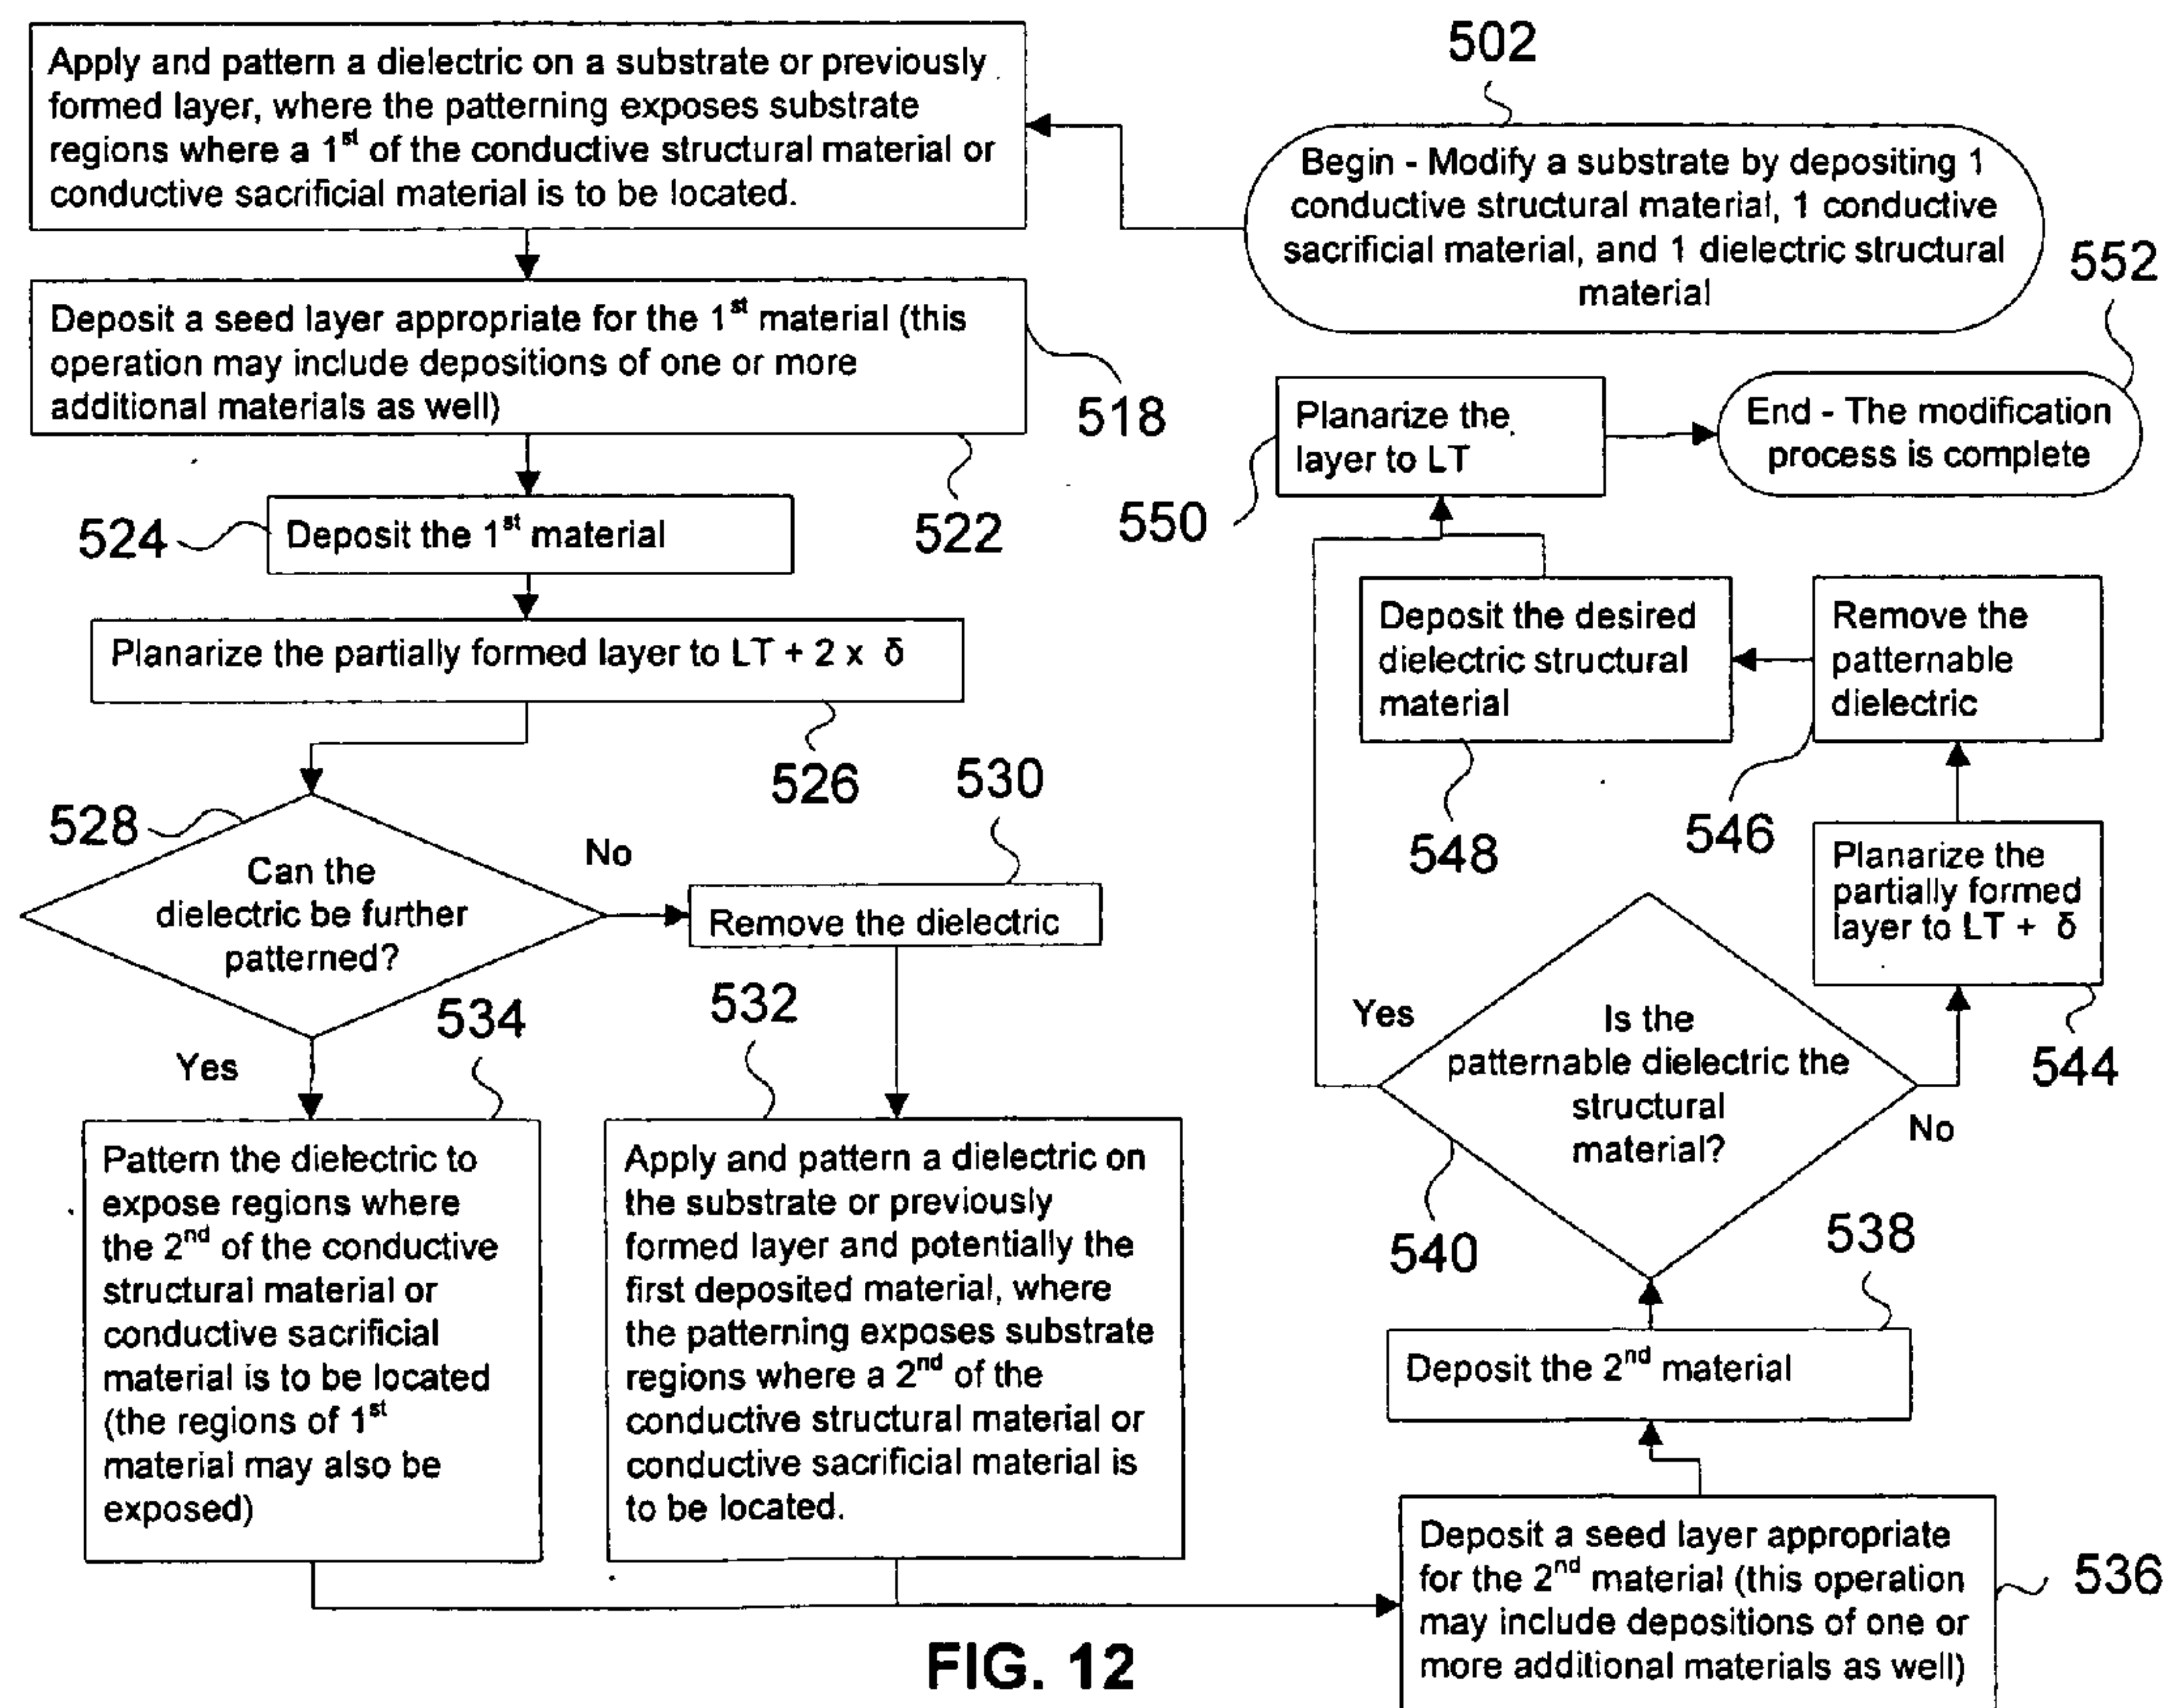 502
Begin - Modify a substrate by depositing 1
conductive structural material, 1 conductive
sacrificial material, and 1 dielectric structural
material
Apply and pattern a dielectric on a substrate or previously
formed layer, where the patterning exposes substrate
regions where a 1st of the conductive structural material or
conductive sacrificial material is to be located.
518
Deposit a seed layer appropriate for the 1st material (this
operation may include depositions of one or more
additional materials as well)
522
524
Deposit the 1st material
Planarize the partially formed layer to LT + 2 x δ
526
528
Can the
dielectric be further
patterned?
No
Yes
530
Remove the dielectric
532
Apply and pattern a dielectric on
the substrate or previously
formed layer and potentially the
first deposited material, where
the patterning exposes substrate
regions where a 2nd of the
conductive structural material or
conductive sacrificial material is
to be located.
534
Pattern the dielectric to
expose regions where
the 2nd of the conductive
structural material or
conductive sacrificial
material is to be located
(the regions of 1st
material may also be
exposed)
Deposit a seed layer appropriate
for the 2nd material (this operation
may include depositions of one or
more additional materials as well)
536
Deposit the 2nd material
538
Is the
patternable dielectric the
structural
material?
540
Yes
No
Planarize the
partially formed
layer to LT + δ
544
Remove the
patternable
dielectric
546
Deposit the desired
dielectric structural
material
548
Planarize the
layer to LT
550
End - The modification
process is complete
552
FIG. 12